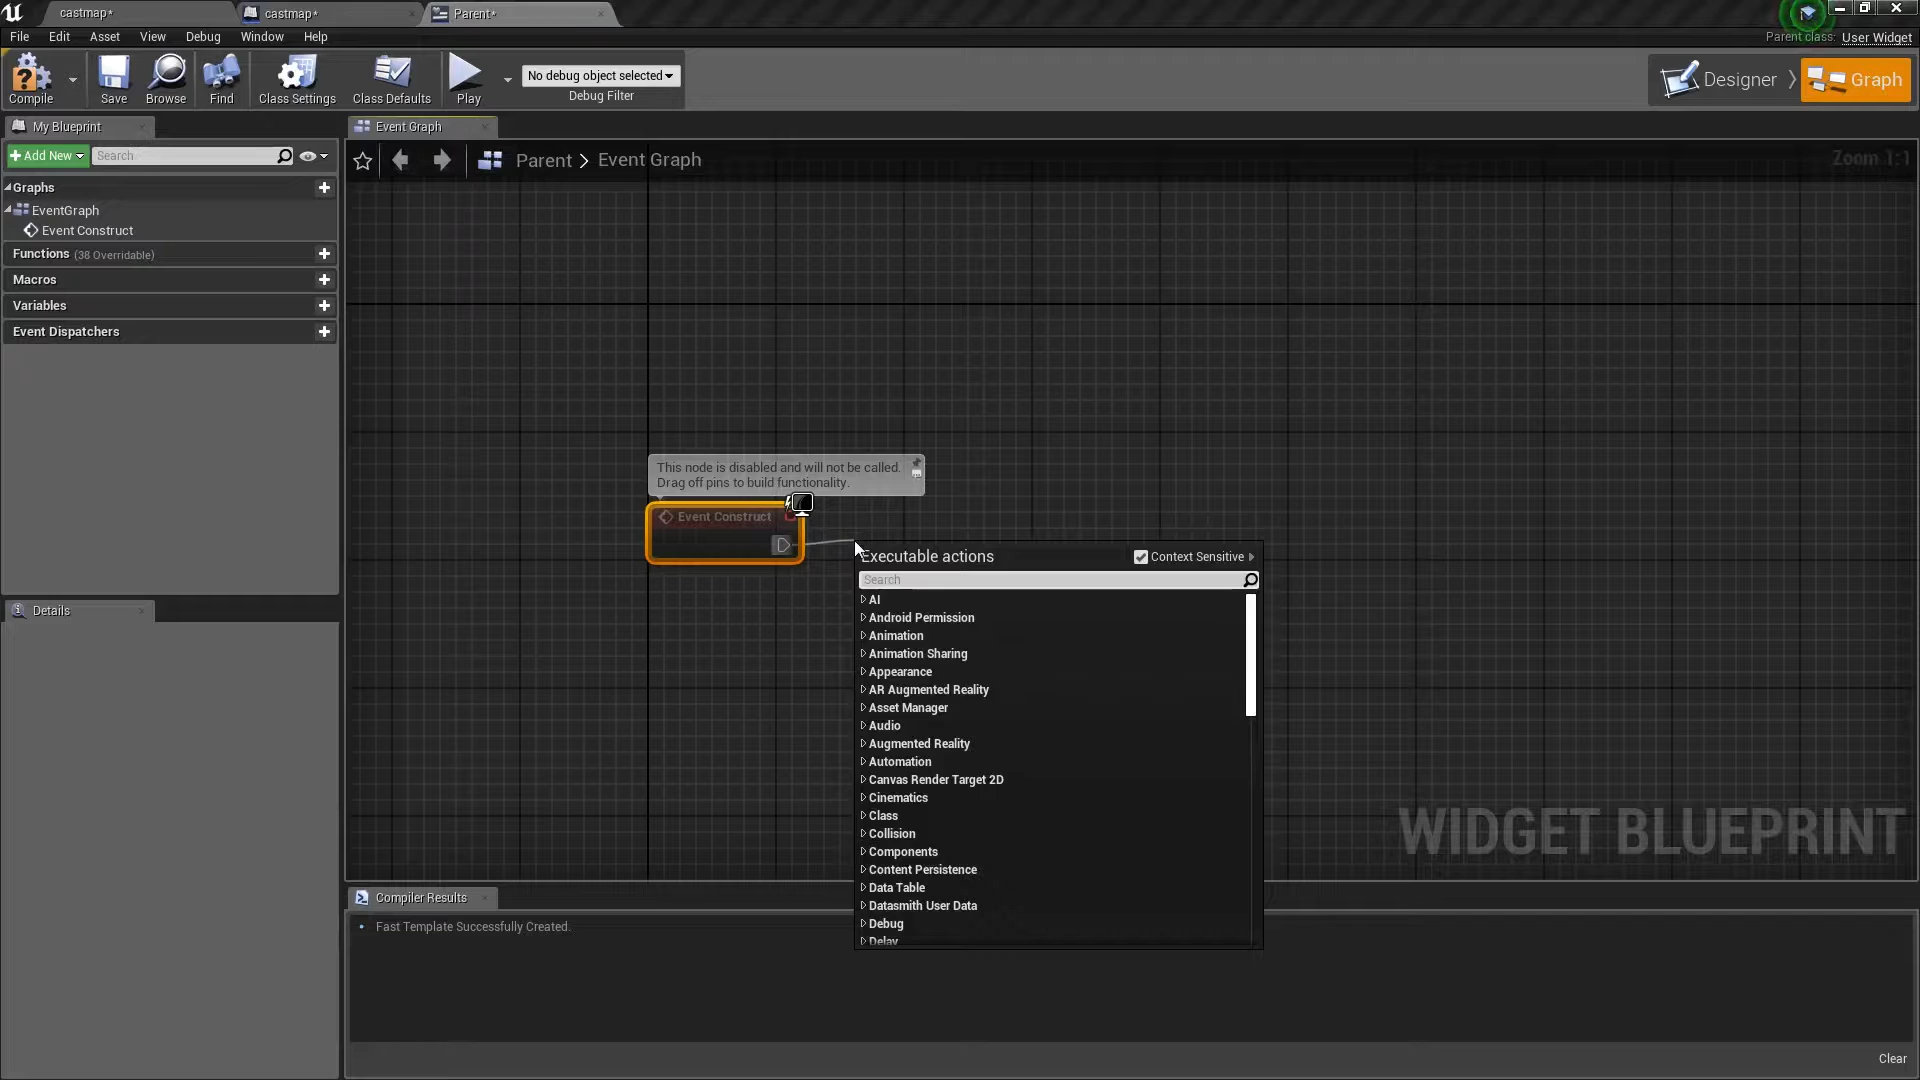 castmap*
castmap*
Parent*
File Edit Asset View Debug Window Help
Parent class: User Widget
Compile
Save
Browse
Find
Class Settings
Class Defaults
Play
No debug object selected
Debug Filter
Designer
Graph
My Blueprint
Add New
Search
Graphs
EventGraph
Event Construct
Functions (38 Overridable)
Macros
Variables
Event Dispatchers
Details
Event Graph
Parent > Event Graph
Zoom 1:1
This node is disabled and will not be called.
Drag off pins to build functionality.
Event Construct
Executable actions
Context Sensitive
Search
AI
Android Permission
Animation
Animation Sharing
Appearance
AR Augmented Reality
Asset Manager
Audio
Augmented Reality
Automation
Canvas Render Target 2D
Cinematics
Class
Collision
Components
Content Persistence
Data Table
Datasmith User Data
Debug
Delay
WIDGET BLUEPRINT
Compiler Results
Fast Template Successfully Created.
Clear